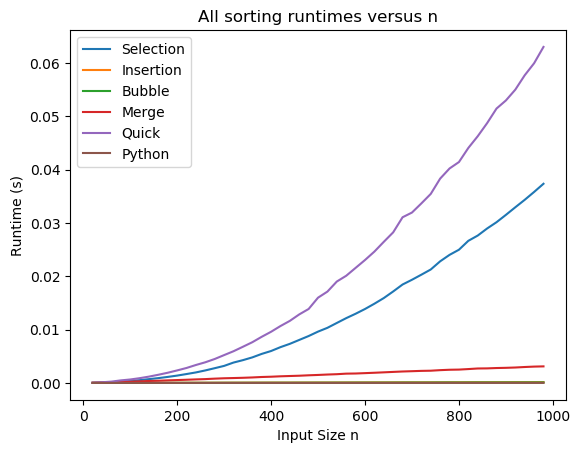 All sorting runtimes versus n
Selection
Insertion
Bubble
Merge
Quick
Python
0.06
0.05
0.04
0.03
0.02
0.01
0.00
Runtime (s)
0 200 400 600 800 1000
Input Size n